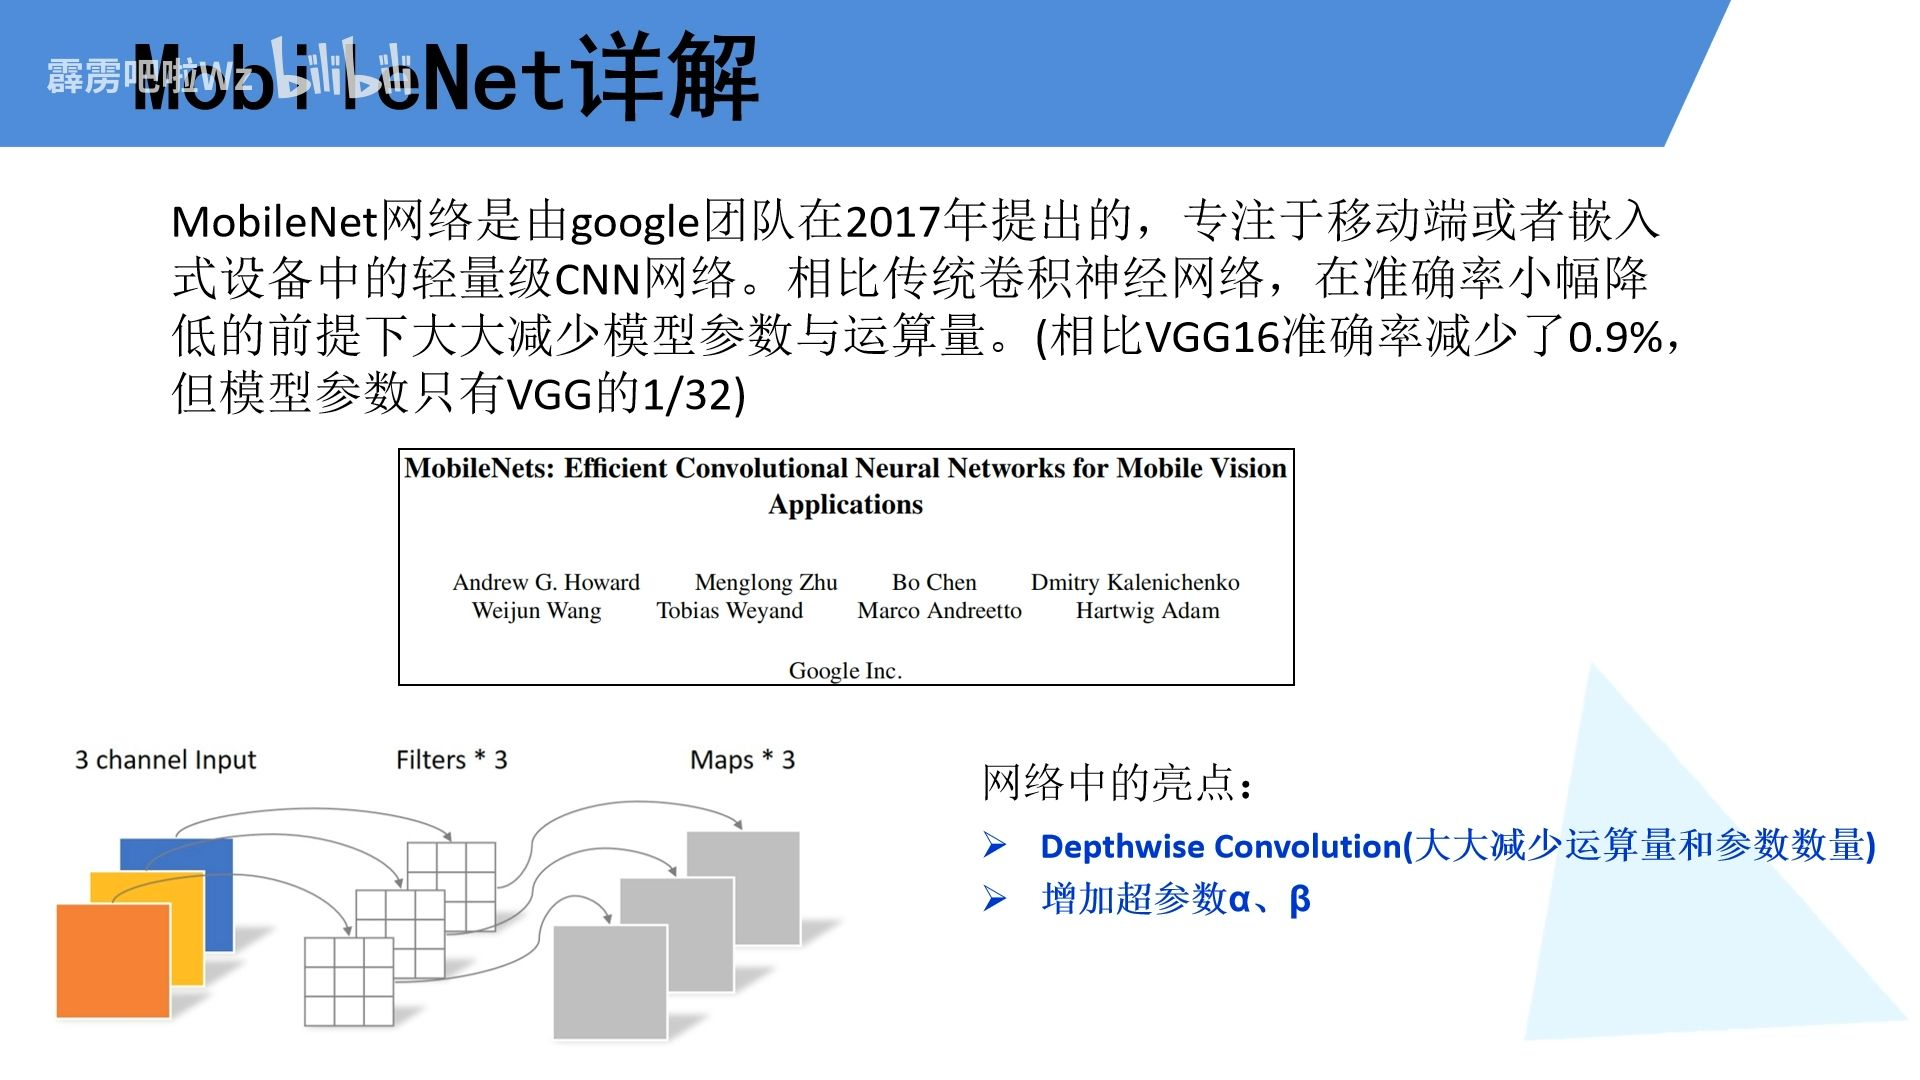 MobileNet详解
霹雳吧啦Wz bilibili
MobileNet网络是由google团队在2017年提出的，专注于移动端或者嵌入
式设备中的轻量级CNN网络。相比传统卷积神经网络，在准确率小幅降
低的前提下大大减少模型参数与运算量。(相比VGG16准确率减少了0.9%，
但模型参数只有VGG的1/32)
MobileNets: Efficient Convolutional Neural Networks for Mobile Vision
Applications
Andrew G. Howard Menglong Zhu Bo Chen Dmitry Kalenichenko
Weijun Wang Tobias Weyand Marco Andreetto Hartwig Adam
Google Inc.
3 channel Input Filters * 3 Maps * 3
网络中的亮点：
➢ Depthwise Convolution(大大减少运算量和参数数量)
➢ 增加超参数α、β